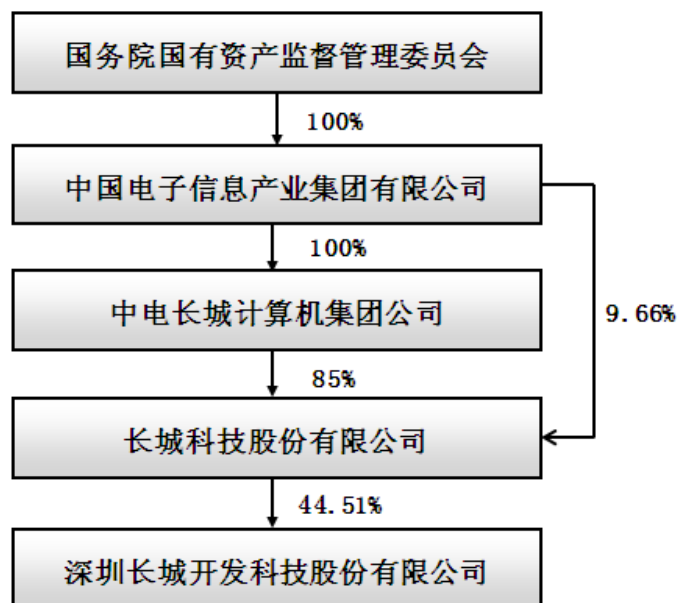 国务院国有资产监督管理委员会
100%
中国电子信息产业集团有限公司
100%
中电长城计算机集团公司
9.66%
85%
长城科技股份有限公司
44.51%
深圳长城开发科技股份有限公司